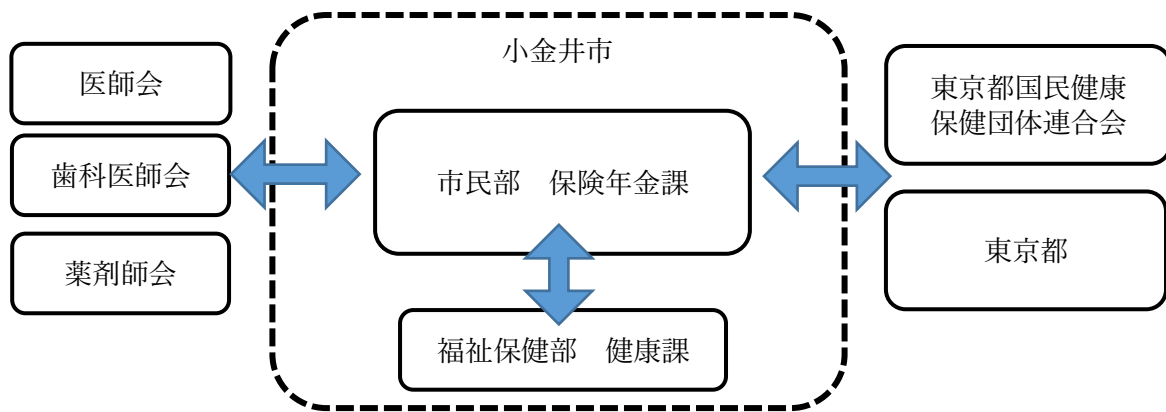 医師会
歯科医師会
薬剤師会
小金井市
市民部　保険年金課
福祉保健部　健康課
東京都国民健康
保健団体連合会
東京都